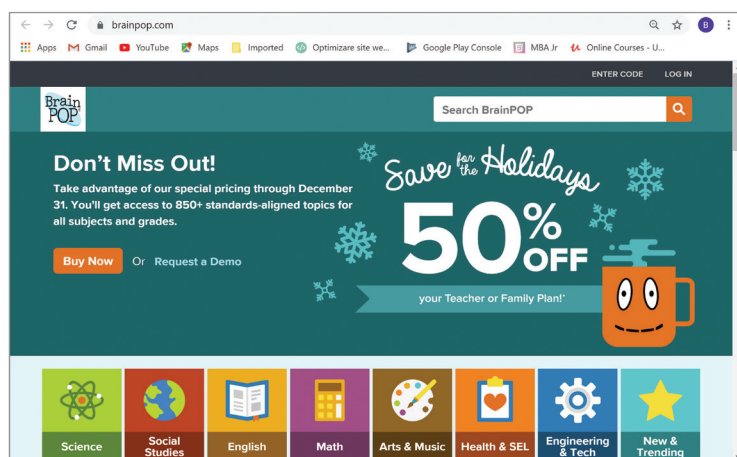 brainpop.com
B
Apps Gmail YouTube Maps Imported Optimizare site we... Google Play Console MBA Jr Online Courses - U...
ENTER CODE LOG IN
Brain
POP
Search BrainPOP
Don't Miss Out!
Take advantage of our special pricing through December
31. You'll get access to 850+ standards-aligned topics for
all subjects and grades.
Buy Now Or Request a Demo
Save for the Holidays
50%
OFF
your Teacher or Family Plan!*
Science
Social
Studies
English
Math
Arts & Music
Health & SEL
Engineering
& Tech
New &
Trending